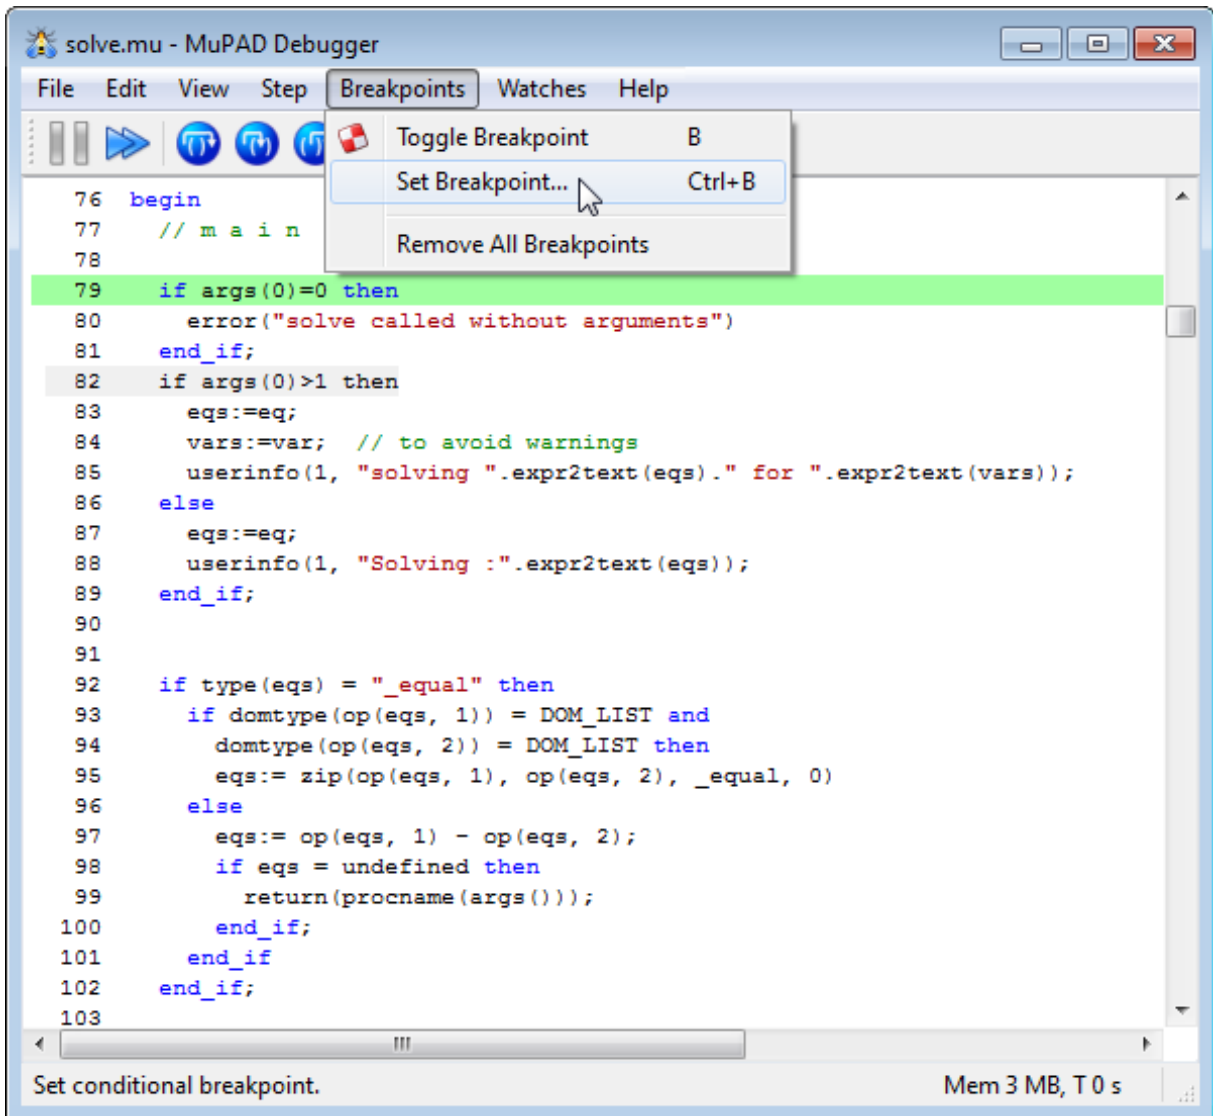 solve.mu - MuPAD Debugger
File Edit View Step Breakpoints Watches Help
Toggle Breakpoint B
Set Breakpoint... Ctrl+B
Remove All Breakpoints
76 begin
77 // m a i n
78
79 if args(0)=0 then
80 error("solve called without arguments")
81 end_if;
82 if args(0)>1 then
83 eqs:=eq;
84 vars:=var; // to avoid warnings
85 userinfo(1, "solving ".expr2text(eqs)." for ".expr2text(vars));
86 else
87 eqs:=eq;
88 userinfo(1, "Solving :".expr2text(eqs));
89 end_if;
90
91
92 if type(eqs) = "_equal" then
93 if domtype(op(eqs, 1)) = DOM_LIST and
94 domtype(op(eqs, 2)) = DOM_LIST then
95 eqs:= zip(op(eqs, 1), op(eqs, 2), _equal, 0)
96 else
97 eqs:= op(eqs, 1) - op(eqs, 2);
98 if eqs = undefined then
99 return(procname(args()));
100 end_if;
101 end_if
102 end_if;
103
Set conditional breakpoint. Mem 3 MB, T 0 s